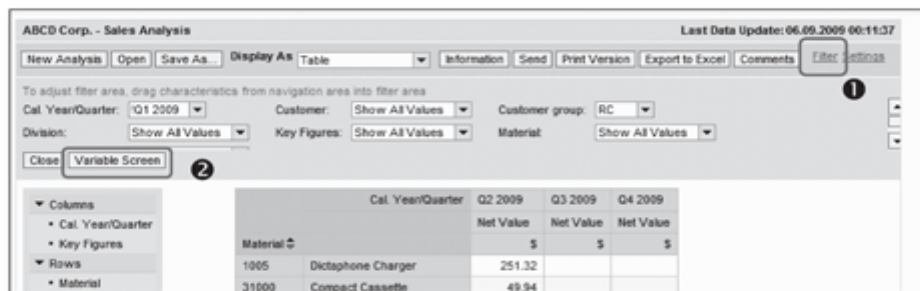 ABCD Corp. - Sales Analysis Last Data Update: 06.09.2009 00:11:37
New Analysis Open Save As... Display As Table Information Send Print Version Export to Excel Comments Filter Settings
❶
To adjust filter area, drag characteristics from navigation area into filter area
Cal. Year/Quarter: !Q1 2009 Customer: Show All Values Customer group: RC
Division: Show All Values Key Figures: Show All Values Material: Show All Values
Close Variable Screen ❷
Columns
Cal. Year/Quarter
Key Figures
Rows
Material
Cal. Year/Quarter Q2 2009 Q3 2009 Q4 2009
Net Value Net Value Net Value
Material $ $ $
1005 Dictaphone Charger 251.32
31000 Compact Cassette 49.94